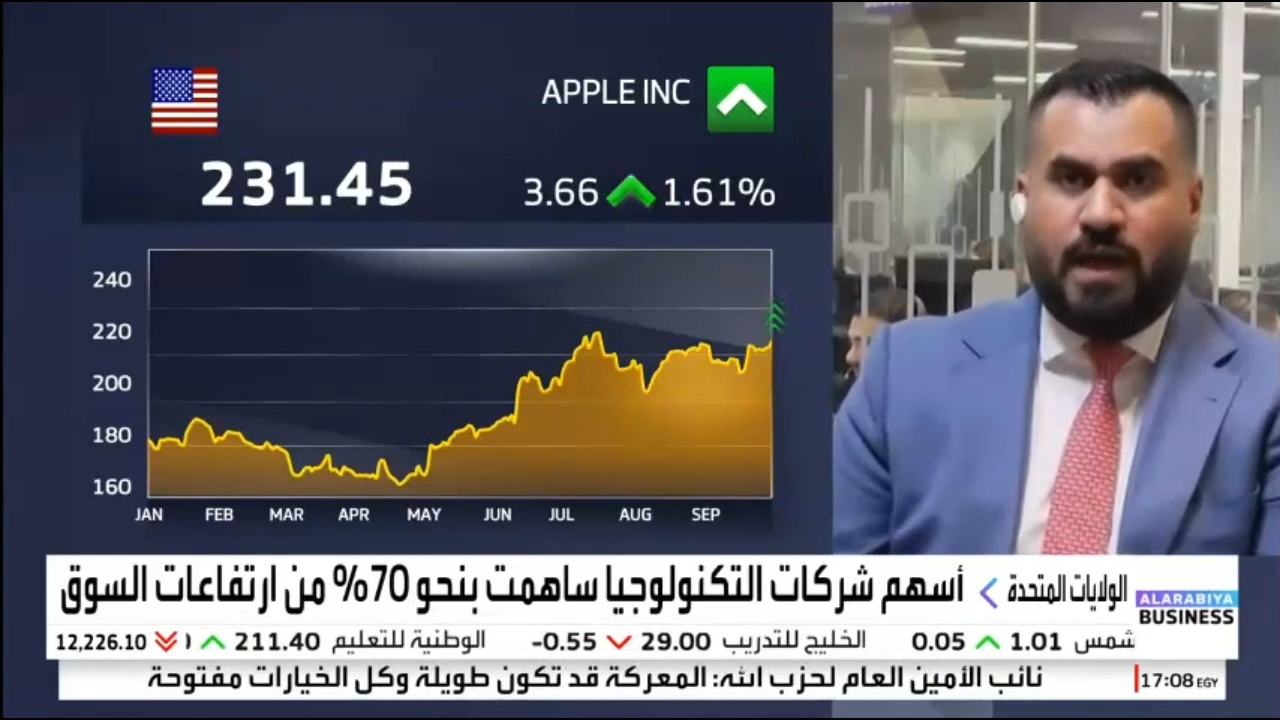 APPLE INC
231.45
3.66 1.61%
240
220
200
180
160
JAN FEB MAR APR MAY JUN JUL AUG SEP
الولايات المتحدة
أسهم شركات التكنولوجيا ساهمت بنحو 70% من ارتفاعات السوق
ALARABIYA
BUSINESS
شمس 1.01 0.05 الخليج للتدريب 29.00 -0.55 الوطنية للتعليم 211.40 12,226.10
17:08 EGY
نائب الأمين العام لحزب الله: المعركة قد تكون طويلة وكل الخيارات مفتوحة